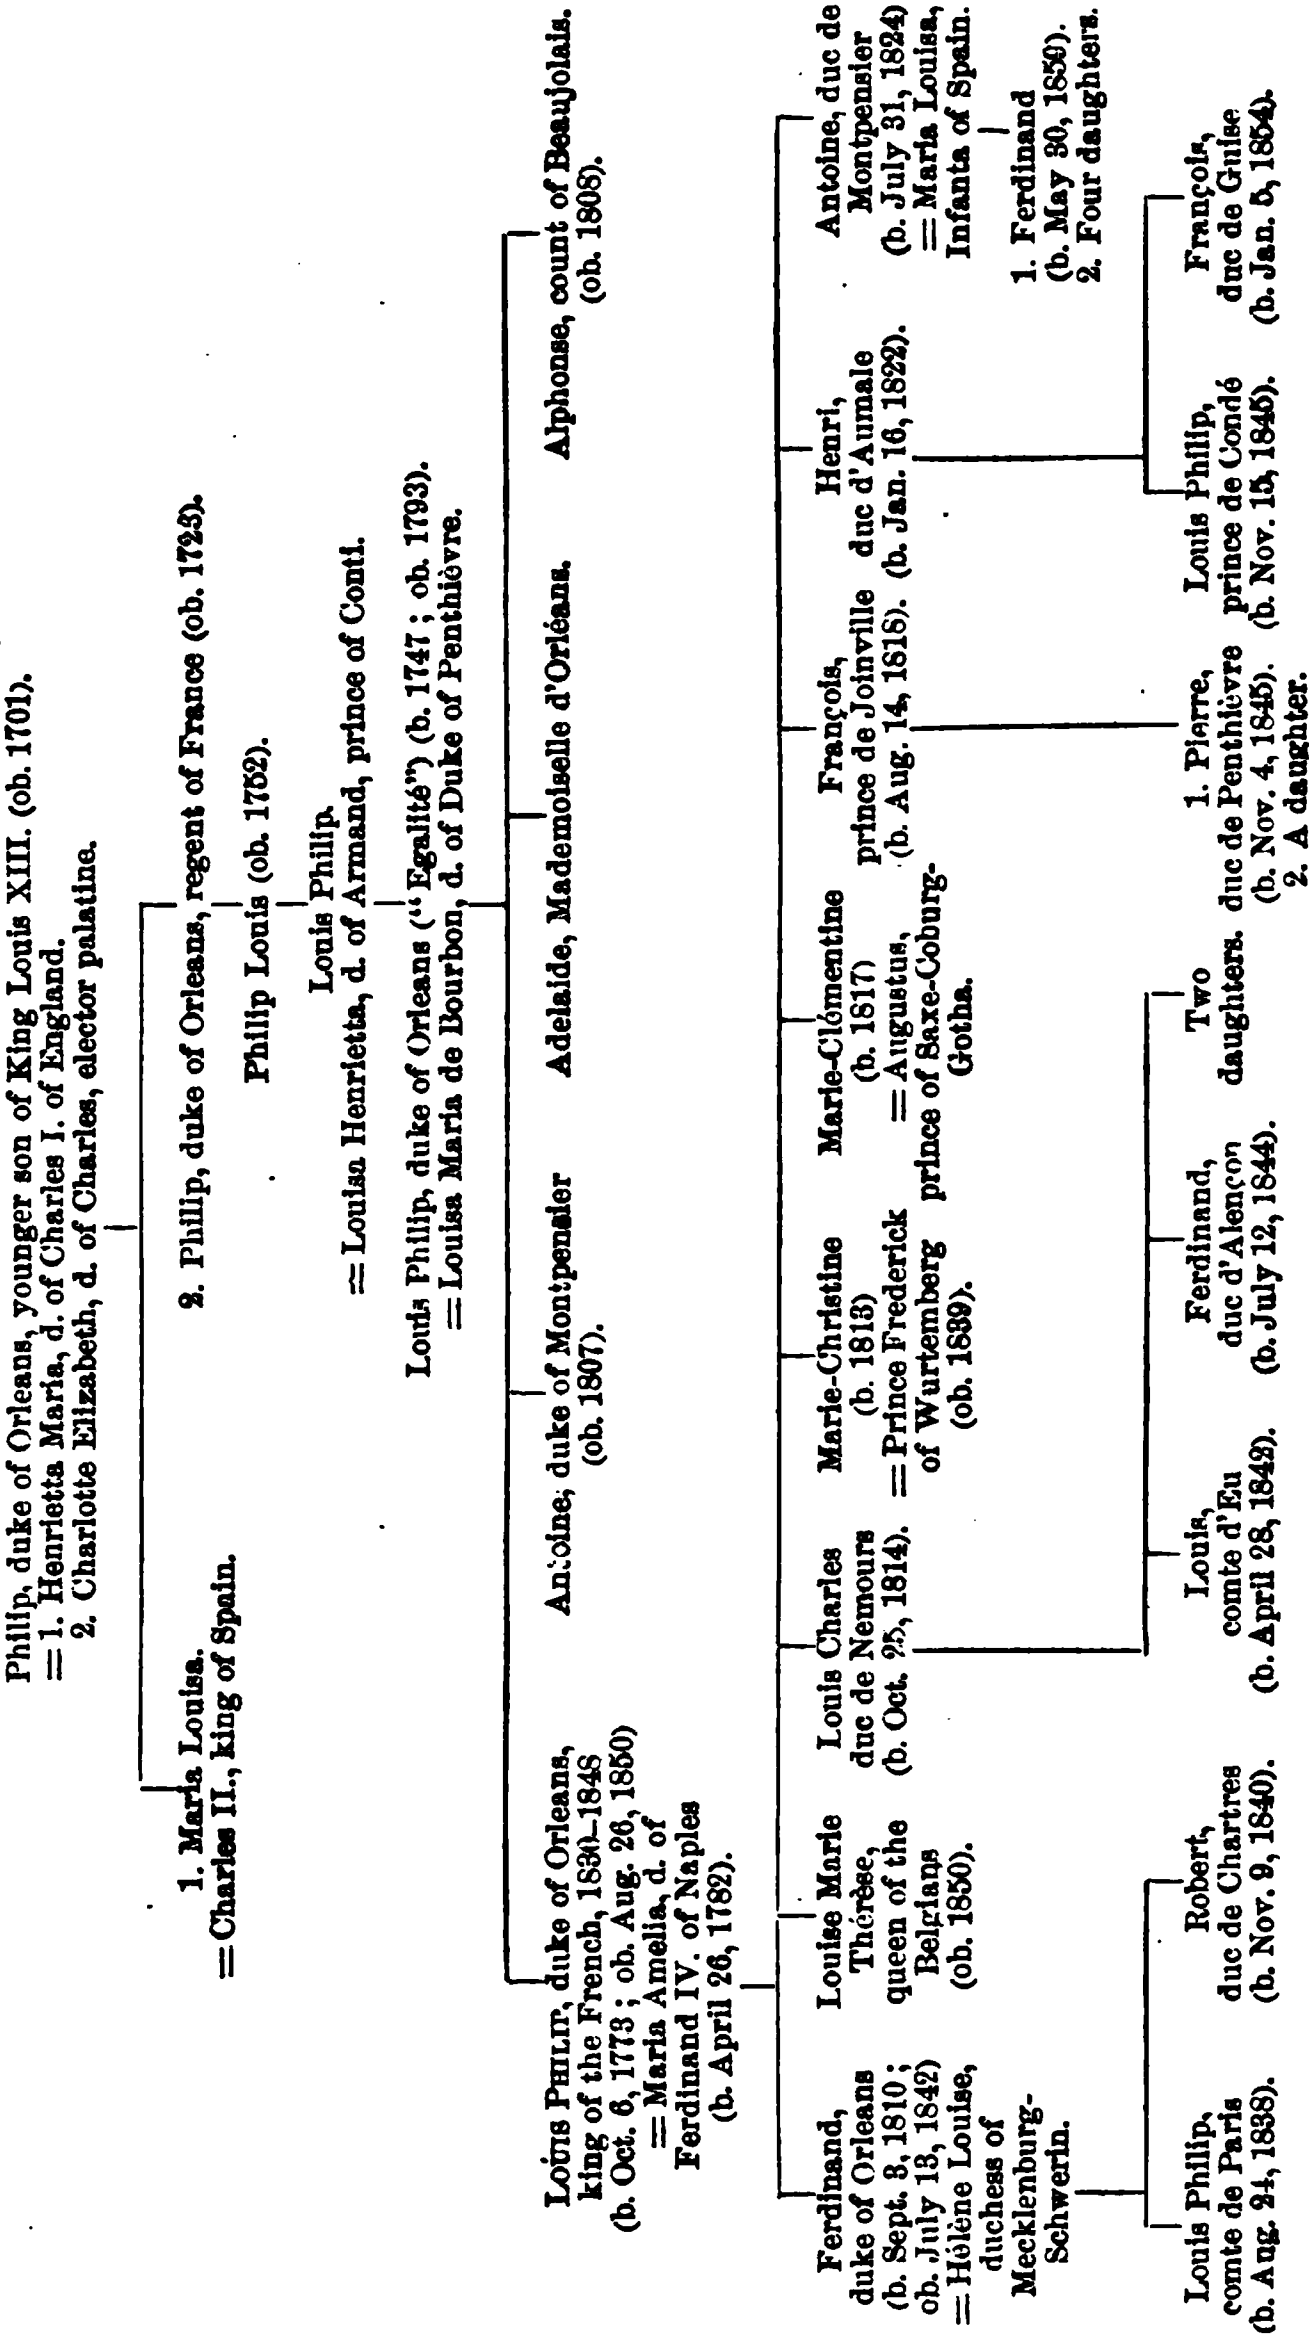 Philip, duke of Orleans, younger son of King Louis XIII. (ob. 1701).
= 1. Henrietta Maria, d. of Charles I. of England.
2. Charlotte Elizabeth, d. of Charles, elector palatine.
1. Maria Louisa.
= Charles II., king of Spain.
2. Philip, duke of Orleans, regent of France (ob. 1723).
Philip Louis (ob. 1752).
Louis Philip.
= Louisa Henrietta, d. of Armand, prince of Conti.
Louis Philip, duke of Orleans ("Egalité") (b. 1747; ob. 1793).
= Louisa Maria de Bourbon, d. of Duke of Penthièvre.
LOUIS PHILIP, duke of Orleans,
king of the French, 1830–1848
(b. Oct. 6, 1773; ob. Aug. 26, 1850)
= Maria Amelia, d. of
Ferdinand IV. of Naples
(b. April 26, 1782).
Antoine, duke of Montpensier
(ob. 1807).
Adelaide, Mademoiselle d'Orléans.
Alphonse, count of Beaujolais.
(ob. 1808).
Ferdinand,
duke of Orleans
(b. Sept. 3, 1810;
ob. July 13, 1842)
= Hélène Louise,
duchess of
Mecklenburg-
Schwerin.
Louise Marie
Thérèse,
queen of the
Belgians
(ob. 1850).
Louis Charles
duc de Nemours
(b. Oct. 25, 1814).
Marie-Christine
(b. 1813)
= Prince Frederick
of Wurtemberg
(ob. 1839).
Marie-Clémentine
(b. 1817)
= Augustus,
prince of Saxe-Coburg-
Gotha.
François,
prince de Joinville
(b. Aug. 14, 1818).
Henri,
duc d'Aumale
(b. Jan. 16, 1822).
Antoine, duc de
Montpensier
(b. July 31, 1824)
= Maria Louisa,
Infanta of Spain.
1. Ferdinand
(b. May 30, 1859).
2. Four daughters.
Louis Philip,
comte de Paris
(b. Aug. 24, 1838).
Robert,
duc de Chartres
(b. Nov. 9, 1840).
Louis,
comte d'Eu
(b. April 28, 1842).
Ferdinand,
duc d'Alençon
(b. July 12, 1844).
Two
daughters.
1. Pierre,
duc de Penthièvre
(b. Nov. 4, 1845).
2. A daughter.
Louis Philip,
prince de Condé
(b. Nov. 15, 1845).
François,
duc de Guise
(b. Jan. 5, 1854).